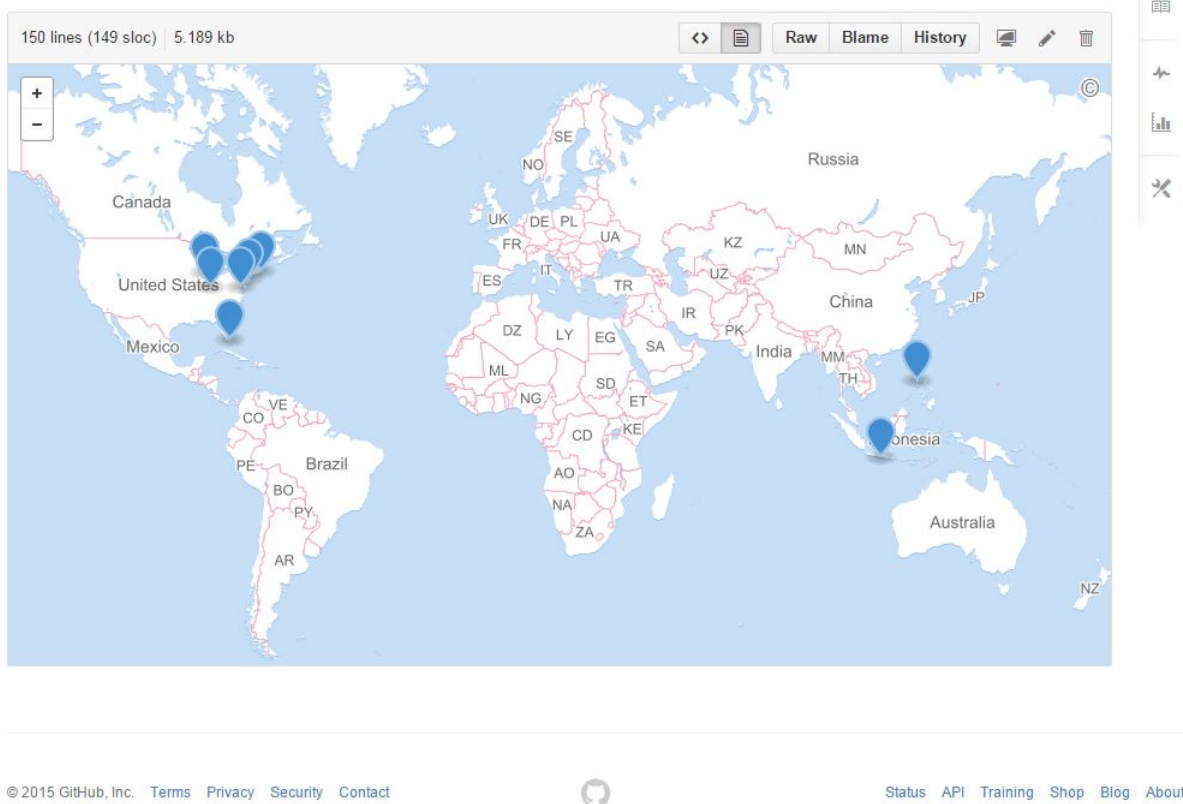 150 lines (149 sloc) 5.189 kb
<> Raw Blame History
+
−
©
SE
NO
Russia
Canada
UK DE PL
UA
FR
KZ
MN
IT
UZ
United States
ES
TR
JP
China
IR
DZ LY EG
PK
SA
Mexico
India MM
ML
TH
SD
NG
ET
VE
CO
KE
CD
onesia
PE
Brazil
AO
BO
NA
PY
Australia
ZA
AR
NZ
© 2015 GitHub, Inc. Terms Privacy Security Contact Status API Training Shop Blog About